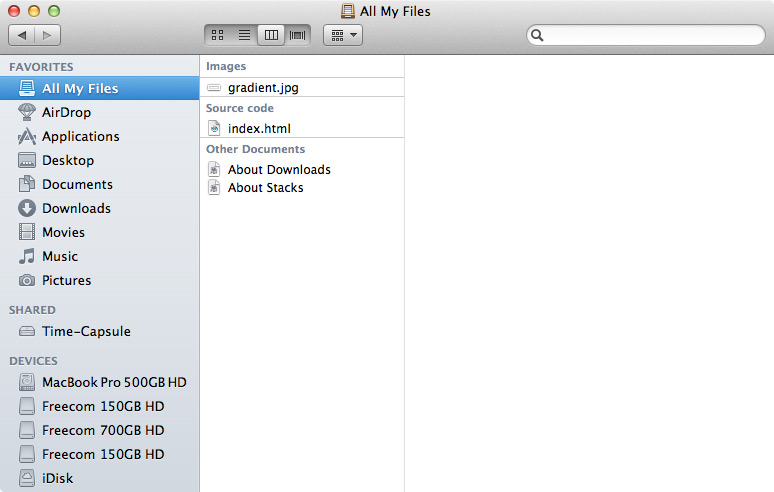 All My Files
FAVORITES
All My Files
AirDrop
Applications
Desktop
Documents
Downloads
Movies
Music
Pictures
SHARED
Time-Capsule
DEVICES
MacBook Pro 500GB HD
Freecom 150GB HD
Freecom 700GB HD
Freecom 150GB HD
iDisk
Images
gradient.jpg
Source code
index.html
Other Documents
About Downloads
About Stacks